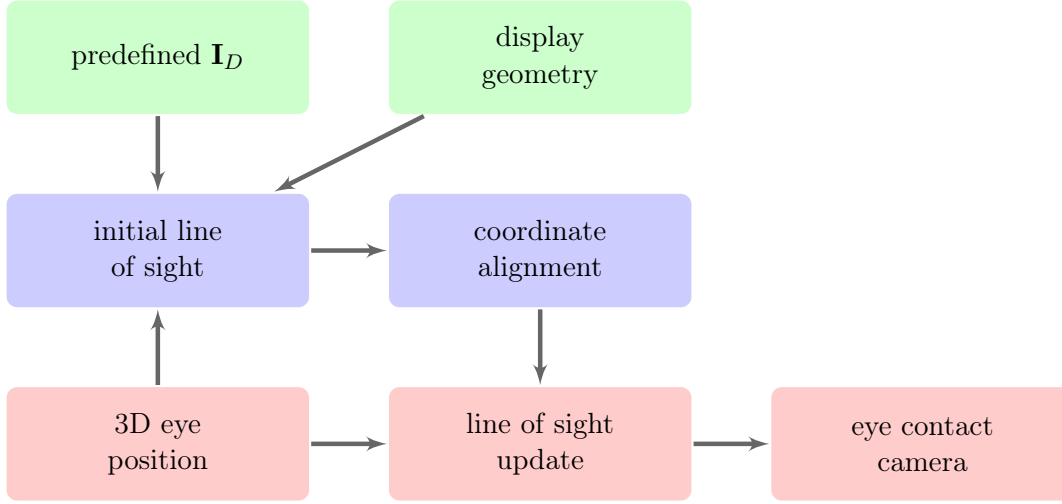 predefined I_D
display
geometry
initial line
of sight
coordinate
alignment
3D eye
position
line of sight
update
eye contact
camera